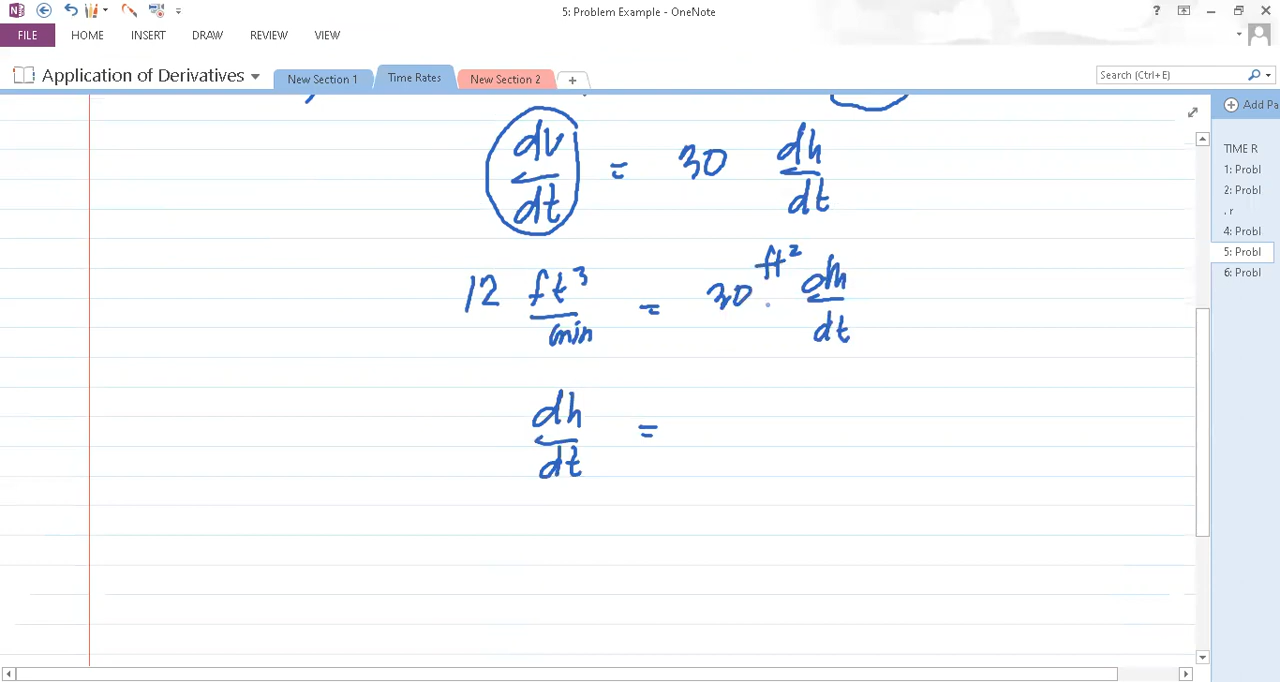 5: Problem Example - OneNote
FILE HOME INSERT DRAW REVIEW VIEW
Application of Derivatives New Section 1 Time Rates New Section 2 +
Search (Ctrl+E)
Add Pa
TIME R
1: Probl
2: Probl
. r
4: Probl
5: Probl
6: Probl
dv/dt = 30 dh/dt
12 ft³/min = 30 ft² dh/dt
dh/dt =